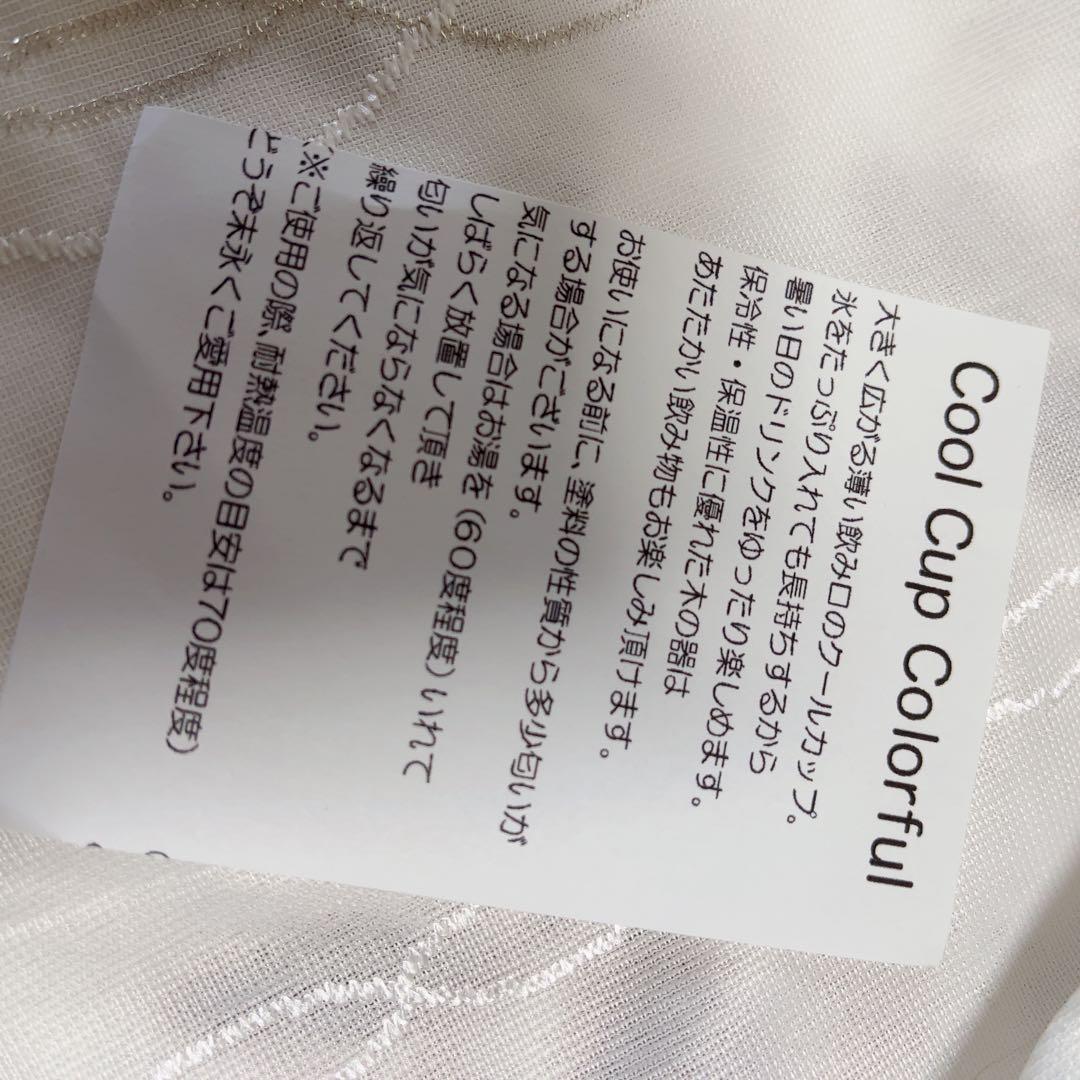 Cool Cup Colorful
大きく広がる薄い飲み口のクールカップ。
氷をたっぷり入れても長持ちするから
暑い日のドリンクをゆったり楽しめます。
保冷性・保温性に優れた木の器は
あたたかい飲み物もお楽しみ頂けます。
お使いになる前に、塗料の性質から多少匂いが
する場合がございます。
気になる場合はお湯を(60度程度)いれて
しばらく放置して頂き
匂いが気にならなくなるまで
繰り返してください。
※ご使用の際、耐熱温度の目安は70度程度)
どうぞ末永くご愛用下さい。